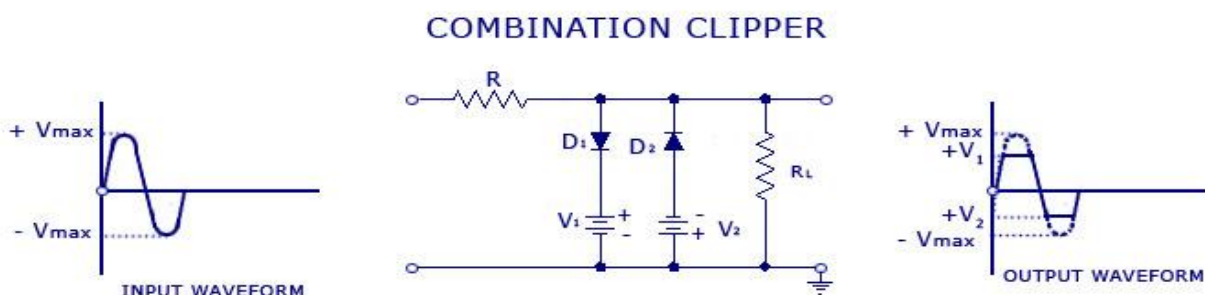 COMBINATION CLIPPER
R
+ Vmax
- Vmax
INPUT WAVEFORM
D1
D2
RL
V1
+
-
-
+
V2
+ Vmax
+V1
+V2
- Vmax
OUTPUT WAVEFORM